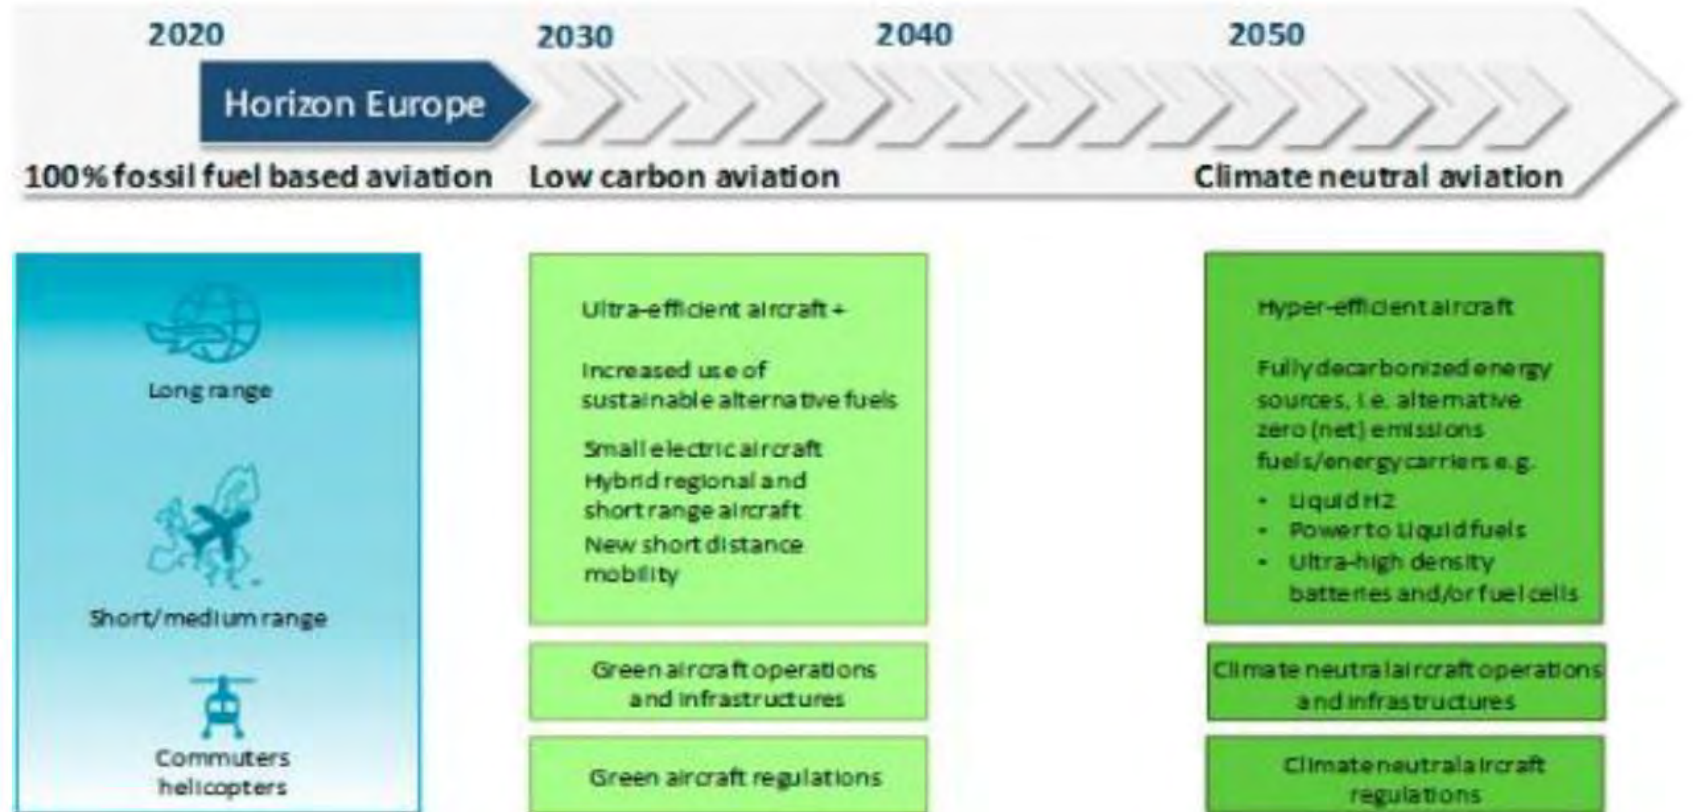 2020
2030
2040
2050
Horizon Europe
100% fossil fuel based aviation
Low carbon aviation
Climate neutral aviation
Long range
Short/medium range
Commuters
helicopters
Ultra-efficient aircraft +
Increased use of
sustainable alternative fuels
Small electric aircraft
Hybrid regional and
short range aircraft
New short distance
mobility
Green aircraft operations
and infrastructures
Green aircraft regulations
Hyper-efficient aircraft
Fully decarbonized energy
sources, i.e. alternative
zero (net) emissions
fuels/energy carriers e.g.
• Liquid H2
• Power to Liquid fuels
• Ultra-high density
batteries and/or fuel cells
Climate neutral aircraft operations
and infrastructures
Climate neutral aircraft
regulations